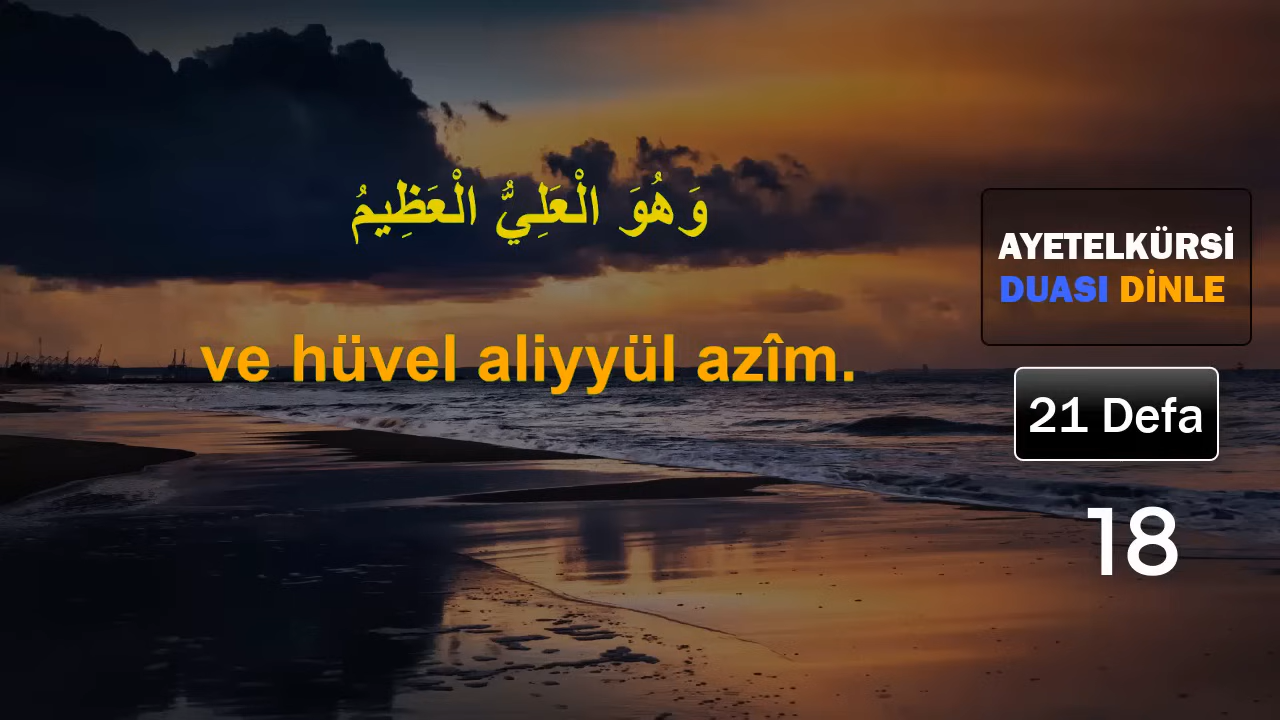 وَهُوَ الْعَلِيُّ الْعَظِيمُ
ve hüvel aliyyül azîm.
AYETELKÜRSİ
DUASI DİNLE
21 Defa
18